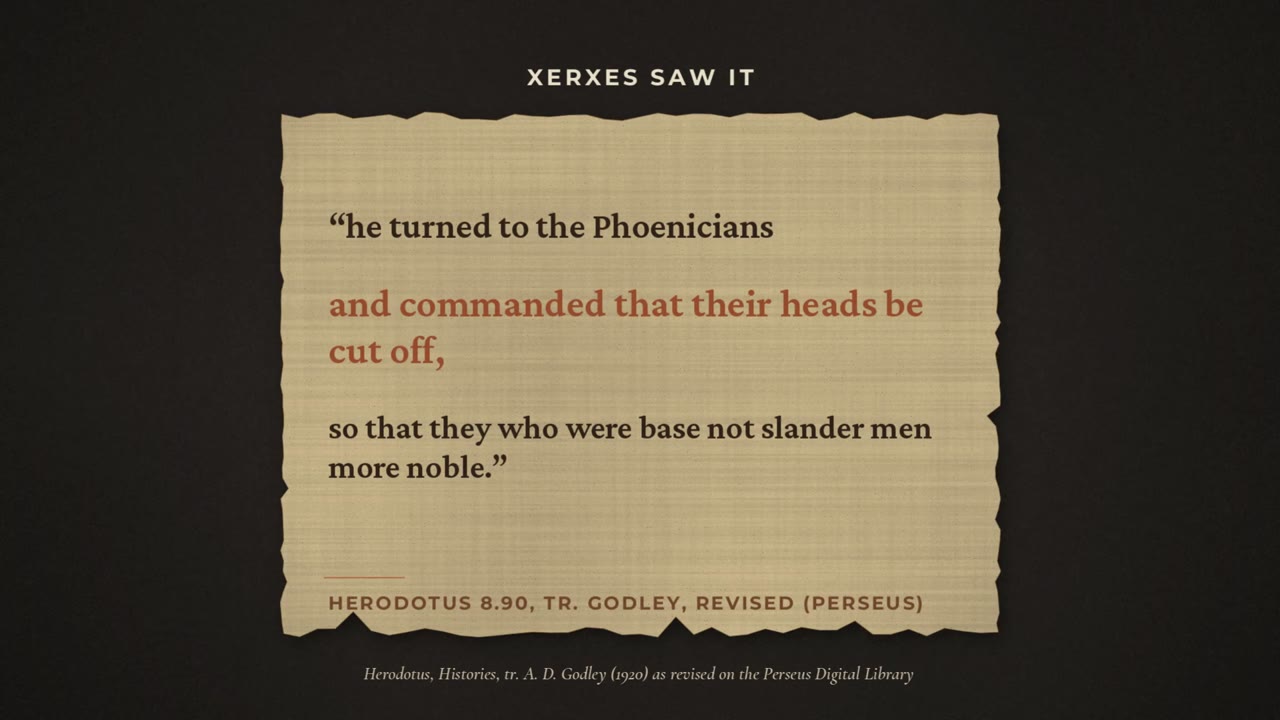 XERXES SAW IT
“he turned to the Phoenicians
and commanded that their heads be
cut off,
so that they who were base not slander men
more noble.”
HERODOTUS 8.90, TR. GODLEY, REVISED (PERSEUS)
Herodotus, Histories, tr. A. D. Godley (1920) as revised on the Perseus Digital Library